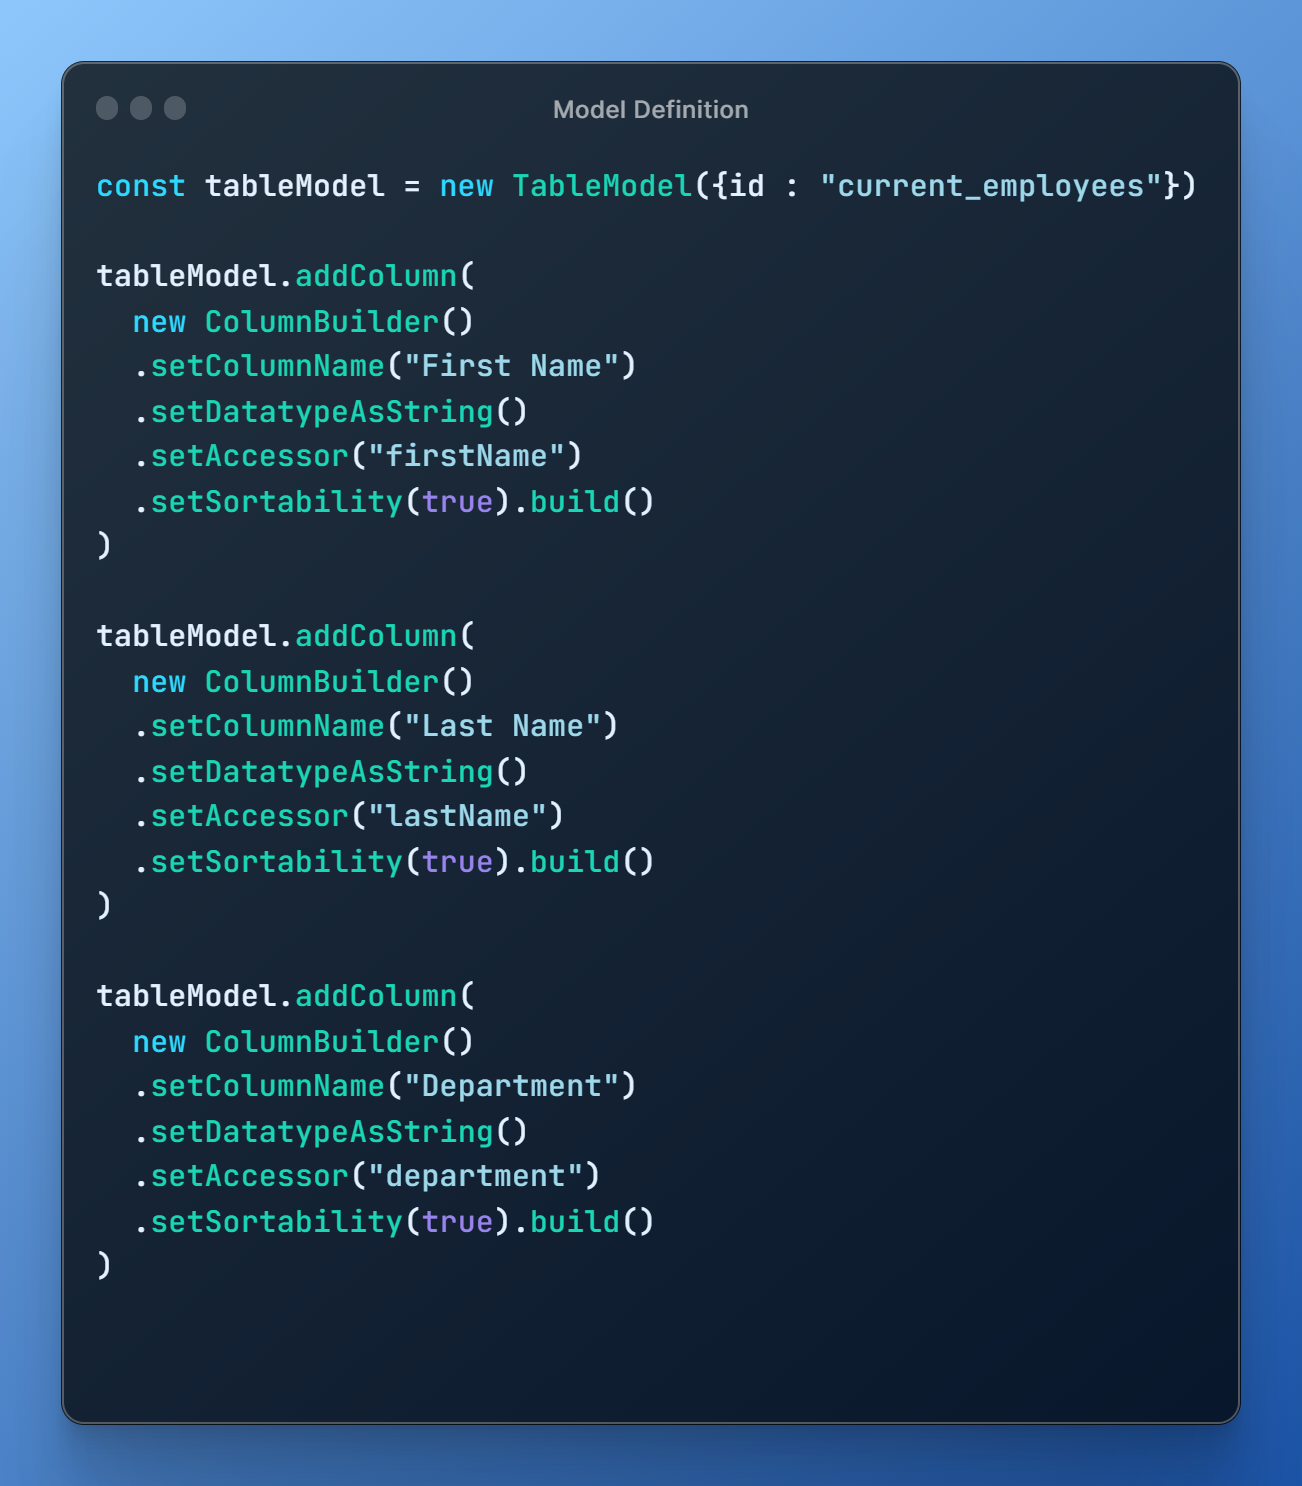 Model Definition
const tableModel = new TableModel({id : "current_employees"})
tableModel.addColumn(
  new ColumnBuilder()
  .setColumnName("First Name")
  .setDatatypeAsString()
  .setAccessor("firstName")
  .setSortability(true).build()
)
tableModel.addColumn(
  new ColumnBuilder()
  .setColumnName("Last Name")
  .setDatatypeAsString()
  .setAccessor("lastName")
  .setSortability(true).build()
)
tableModel.addColumn(
  new ColumnBuilder()
  .setColumnName("Department")
  .setDatatypeAsString()
  .setAccessor("department")
  .setSortability(true).build()
)